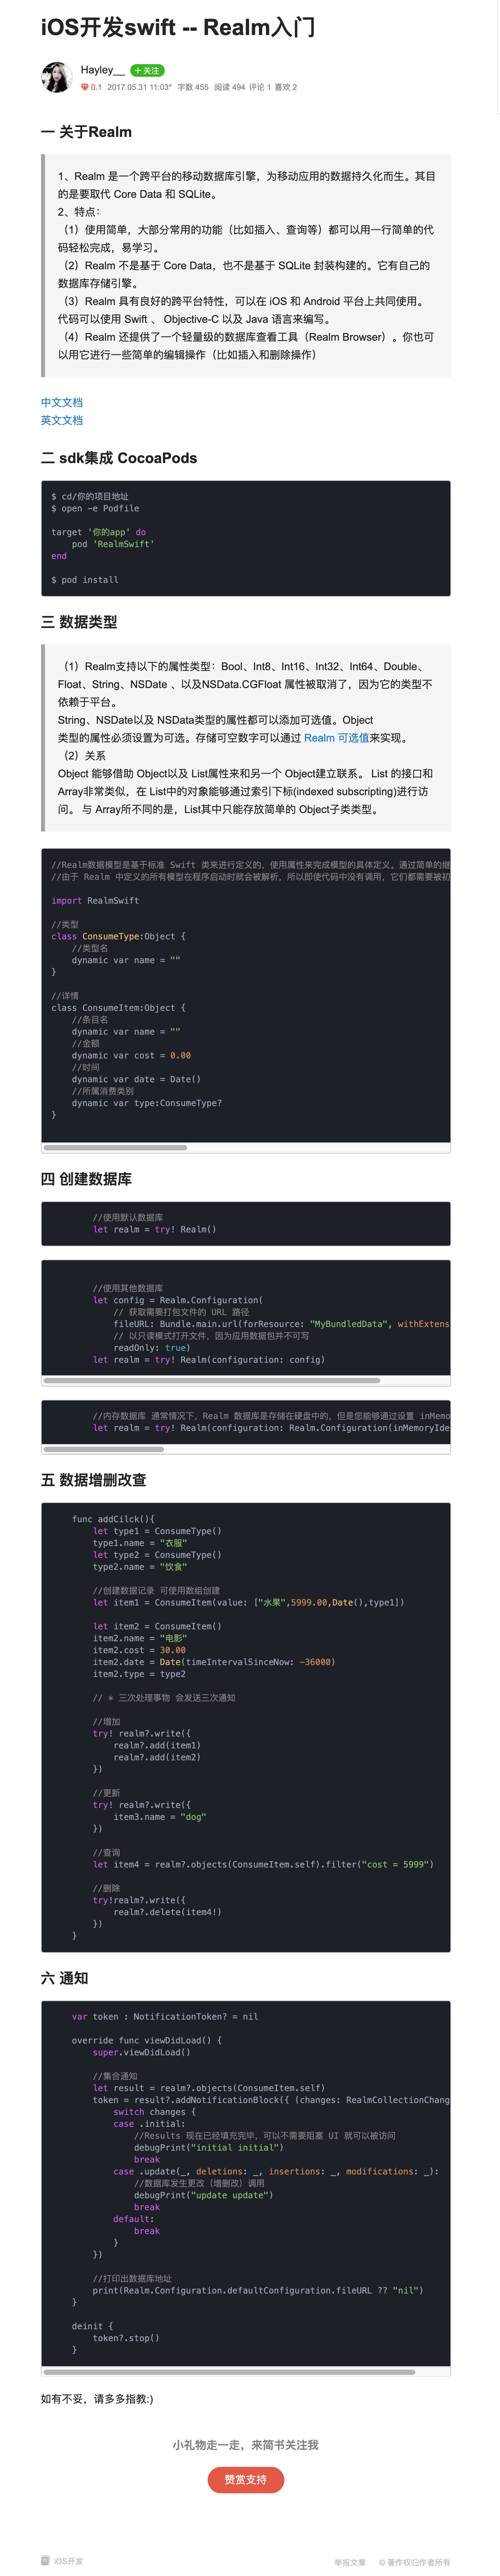 iOS开发swift -- Realm入门
Hayley__ ＋关注
0.1 2017.05.31 11:03* 字数 455 阅读 494 评论 1 喜欢 2
一 关于Realm
1、Realm 是一个跨平台的移动数据库引擎，为移动应用的数据持久化而生。其目
的是要取代 Core Data 和 SQLite。
2、特点：
（1）使用简单，大部分常用的功能（比如插入、查询等）都可以用一行简单的代
码轻松完成，易学习。
（2）Realm 不是基于 Core Data，也不是基于 SQLite 封装构建的。它有自己的
数据库存储引擎。
（3）Realm 具有良好的跨平台特性，可以在 iOS 和 Android 平台上共同使用。
代码可以使用 Swift 、 Objective-C 以及 Java 语言来编写。
（4）Realm 还提供了一个轻量级的数据库查看工具（Realm Browser）。你也可
以用它进行一些简单的编辑操作（比如插入和删除操作）
中文文档
英文文档
二 sdk集成 CocoaPods
$ cd/你的项目地址
$ open -e Podfile
target '你的app' do
pod 'RealmSwift'
end
$ pod install
三 数据类型
（1）Realm支持以下的属性类型：Bool、Int8、Int16、Int32、Int64、Double、
Float、String、NSDate 、以及NSData.CGFloat 属性被取消了，因为它的类型不
依赖于平台。
String、NSDate以及 NSData类型的属性都可以添加可选值。Object
类型的属性必须设置为可选。存储可空数字可以通过 Realm 可选值来实现。
（2）关系
Object 能够借助 Object以及 List属性来和另一个 Object建立联系。 List 的接口和
Array非常类似，在 List中的对象能够通过索引下标(indexed subscripting)进行访
问。 与 Array所不同的是，List其中只能存放简单的 Object子类类型。
//Realm数据模型是基于标准 Swift 类来进行定义的，使用属性来完成模型的具体定义。通过简单的继
//由于 Realm 中定义的所有模型在程序启动时就会被解析，所以即使代码中没有调用，它们都需要被初
import RealmSwift
//类型
class ConsumeType:Object {
//类型名
dynamic var name = ""
}
//详情
class ConsumeItem:Object {
//条目名
dynamic var name = ""
//金额
dynamic var cost = 0.00
//时间
dynamic var date = Date()
//所属消费类别
dynamic var type:ConsumeType?
}
四 创建数据库
//使用默认数据库
let realm = try! Realm()
//使用其他数据库
let config = Realm.Configuration(
// 获取需要打包文件的 URL 路径
fileURL: Bundle.main.url(forResource: "MyBundledData", withExtens
// 以只读模式打开文件，因为应用数据包并不可写
readOnly: true)
let realm = try! Realm(configuration: config)
//内存数据库 通常情况下，Realm 数据库是存储在硬盘中的，但是您能够通过设置 inMemo
let realm = try! Realm(configuration: Realm.Configuration(inMemoryIde
五 数据增删改查
func addCilck(){
let type1 = ConsumeType()
type1.name = "衣服"
let type2 = ConsumeType()
type2.name = "饮食"
//创建数据记录 可使用数组创建
let item1 = ConsumeItem(value: ["水果",5999.00,Date(),type1])
let item2 = ConsumeItem()
item2.name = "电影"
item2.cost = 30.00
item2.date = Date(timeIntervalSinceNow: -36000)
item2.type = type2
// * 三次处理事物 会发送三次通知
//增加
try! realm?.write({
realm?.add(item1)
realm?.add(item2)
})
//更新
try! realm?.write({
item3.name = "dog"
})
//查询
let item4 = realm?.objects(ConsumeItem.self).filter("cost = 5999")
//删除
try!realm?.write({
realm?.delete(item4!)
})
}
六 通知
var token : NotificationToken? = nil
override func viewDidLoad() {
super.viewDidLoad()
//集合通知
let result = realm?.objects(ConsumeItem.self)
token = result?.addNotificationBlock({ (changes: RealmCollectionChang
switch changes {
case .initial:
//Results 现在已经填充完毕，可以不需要阻塞 UI 就可以被访问
debugPrint("initial initial")
break
case .update(_, deletions: _, insertions: _, modifications: _):
//数据库发生更改（增删改）调用
debugPrint("update update")
break
default:
break
}
})
//打印出数据库地址
print(Realm.Configuration.defaultConfiguration.fileURL ?? "nil")
}
deinit {
token?.stop()
}
如有不妥，请多多指教:)
小礼物走一走，来简书关注我
赞赏支持
iOS开发 举报文章 © 著作权归作者所有